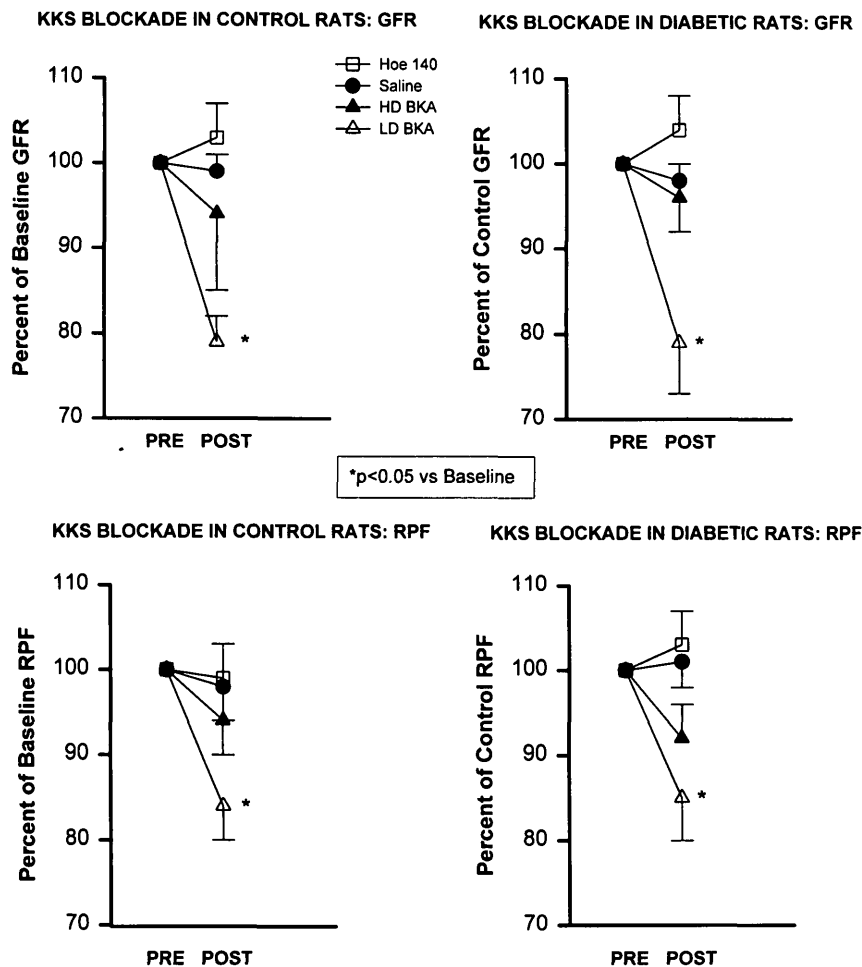 KKS BLOCKADE IN CONTROL RATS: GFR
Percent of Baseline GFR
110
100
90
80
70
*
PRE POST
Hoe 140
Saline
HD BKA
LD BKA
KKS BLOCKADE IN DIABETIC RATS: GFR
Percent of Control GFR
110
100
90
80
70
*
PRE POST
*p<0.05 vs Baseline
KKS BLOCKADE IN CONTROL RATS: RPF
Percent of Baseline RPF
110
100
90
80
70
*
PRE POST
KKS BLOCKADE IN DIABETIC RATS: RPF
Percent of Control RPF
110
100
90
80
70
*
PRE POST